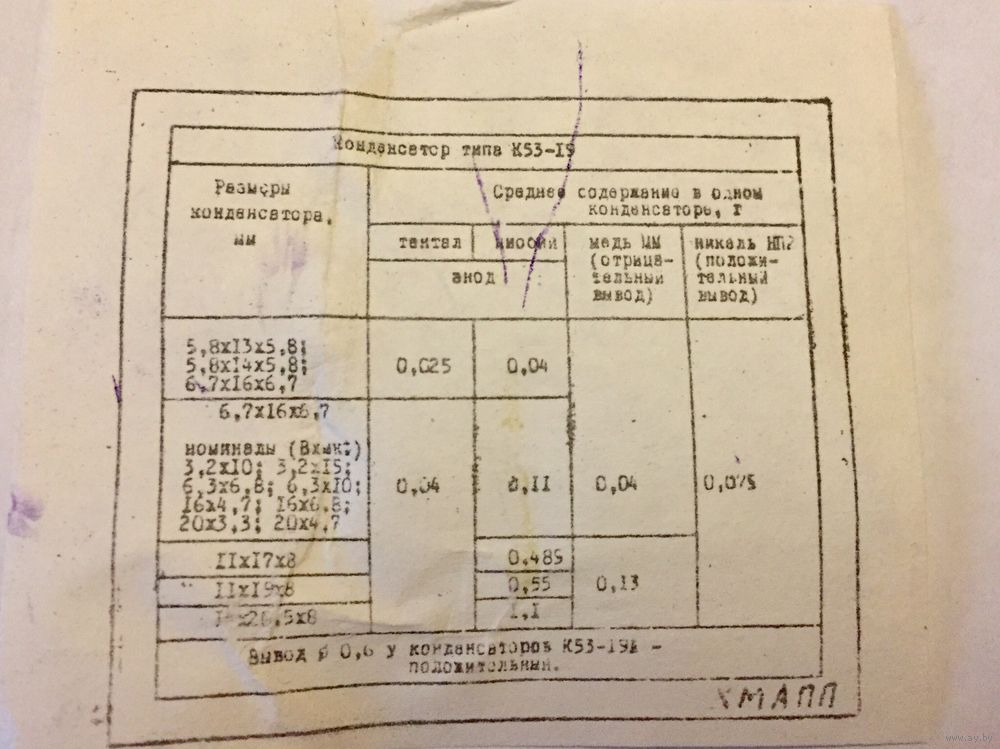 Конденсатор типа К53-19
Размеры
конденсатора,
мм
Среднее содержание в одном
конденсаторе, г
тантал
ниобий
анод
медь ММ
(отрица-
тельный
вывод)
никель НП2
(положи-
тельный
вывод)
5,8х13х5,8;
5,8х14х5,8;
6,7х16х6,7
0,025
0,04
6,7х16х6,7
номиналы (Вхмкф)
3,2х10; 3,2х15;
6,3х6,8; 6,3х10;
16х4,7; 16х6,8;
20х3,3; 20х4,7
0,04
0,11
0,04
0,075
11х17х8
0,485
11х19х8
0,55
0,13
1,1
Вывод ø 0,6 у конденсаторов К53-19 –
положительный.
ХМАПП
www.ay.by